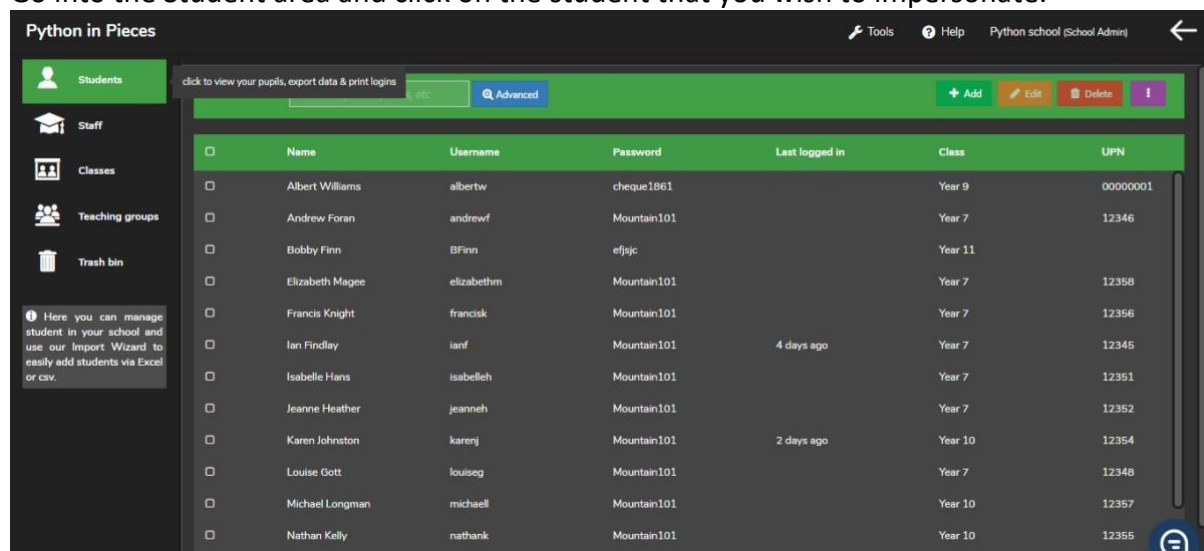 Go into the Student area and click on the student that you wish to impersonate.
Python in Pieces Tools ? Help Python school (School Admin)
Students
click to view your pupils, export data & print logins
etc Advanced + Add Edit Delete
Staff
Classes
Teaching groups
Trash bin
i Here you can manage
student in your school and
use our Import Wizard to
easily add students via Excel
or csv.
Name Username Password Last logged in Class UPN
Albert Williams albertw cheque1861 Year 9 00000001
Andrew Foran andrewf Mountain101 Year 7 12346
Bobby Finn BFinn efjsjc Year 11
Elizabeth Magee elizabethm Mountain101 Year 7 12358
Francis Knight francisk Mountain101 Year 7 12356
Ian Findlay ianf Mountain101 4 days ago Year 7 12345
Isabelle Hans isabelleh Mountain101 Year 7 12351
Jeanne Heather jeanneh Mountain101 Year 7 12352
Karen Johnston karenj Mountain101 2 days ago Year 10 12354
Louise Gott louiseg Mountain101 Year 7 12348
Michael Longman michaell Mountain101 Year 10 12357
Nathan Kelly nathank Mountain101 Year 10 12355